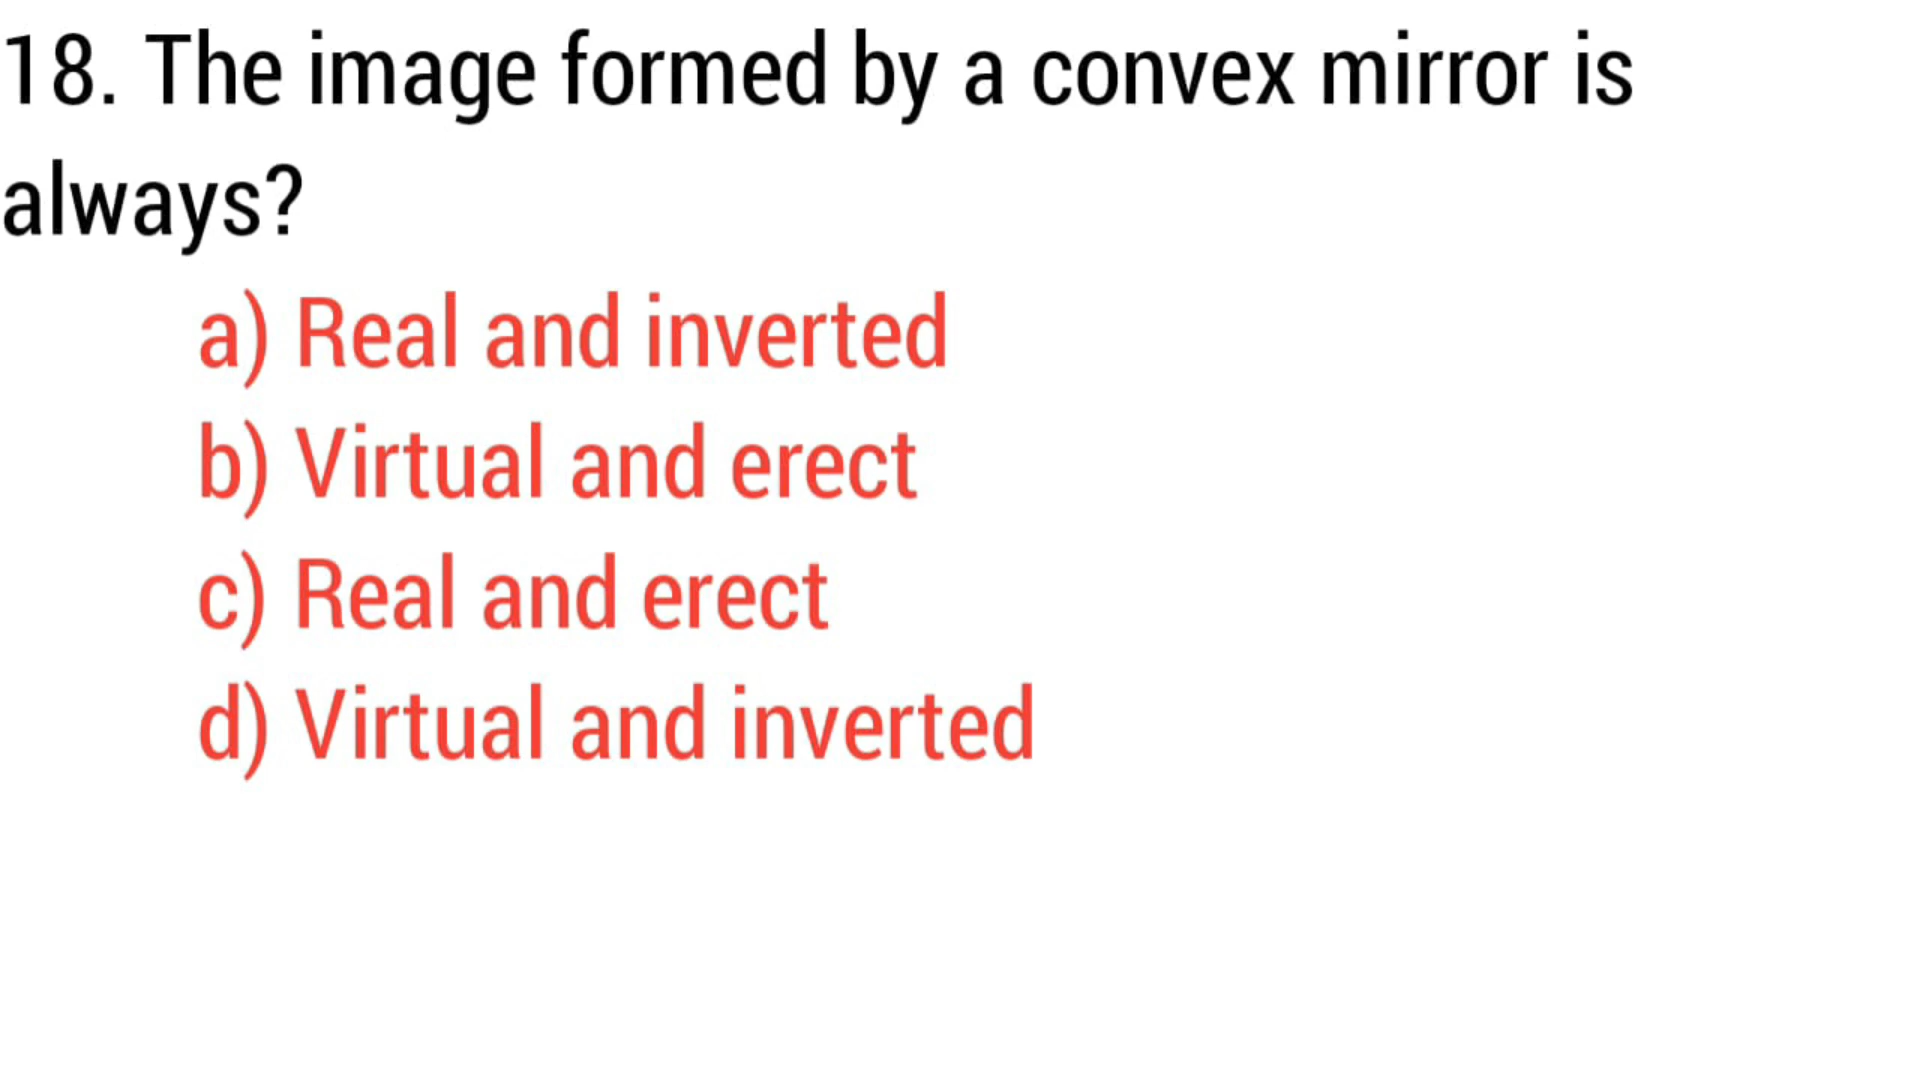 18. The image formed by a convex mirror is
always?
a) Real and inverted
b) Virtual and erect
c) Real and erect
d) Virtual and inverted